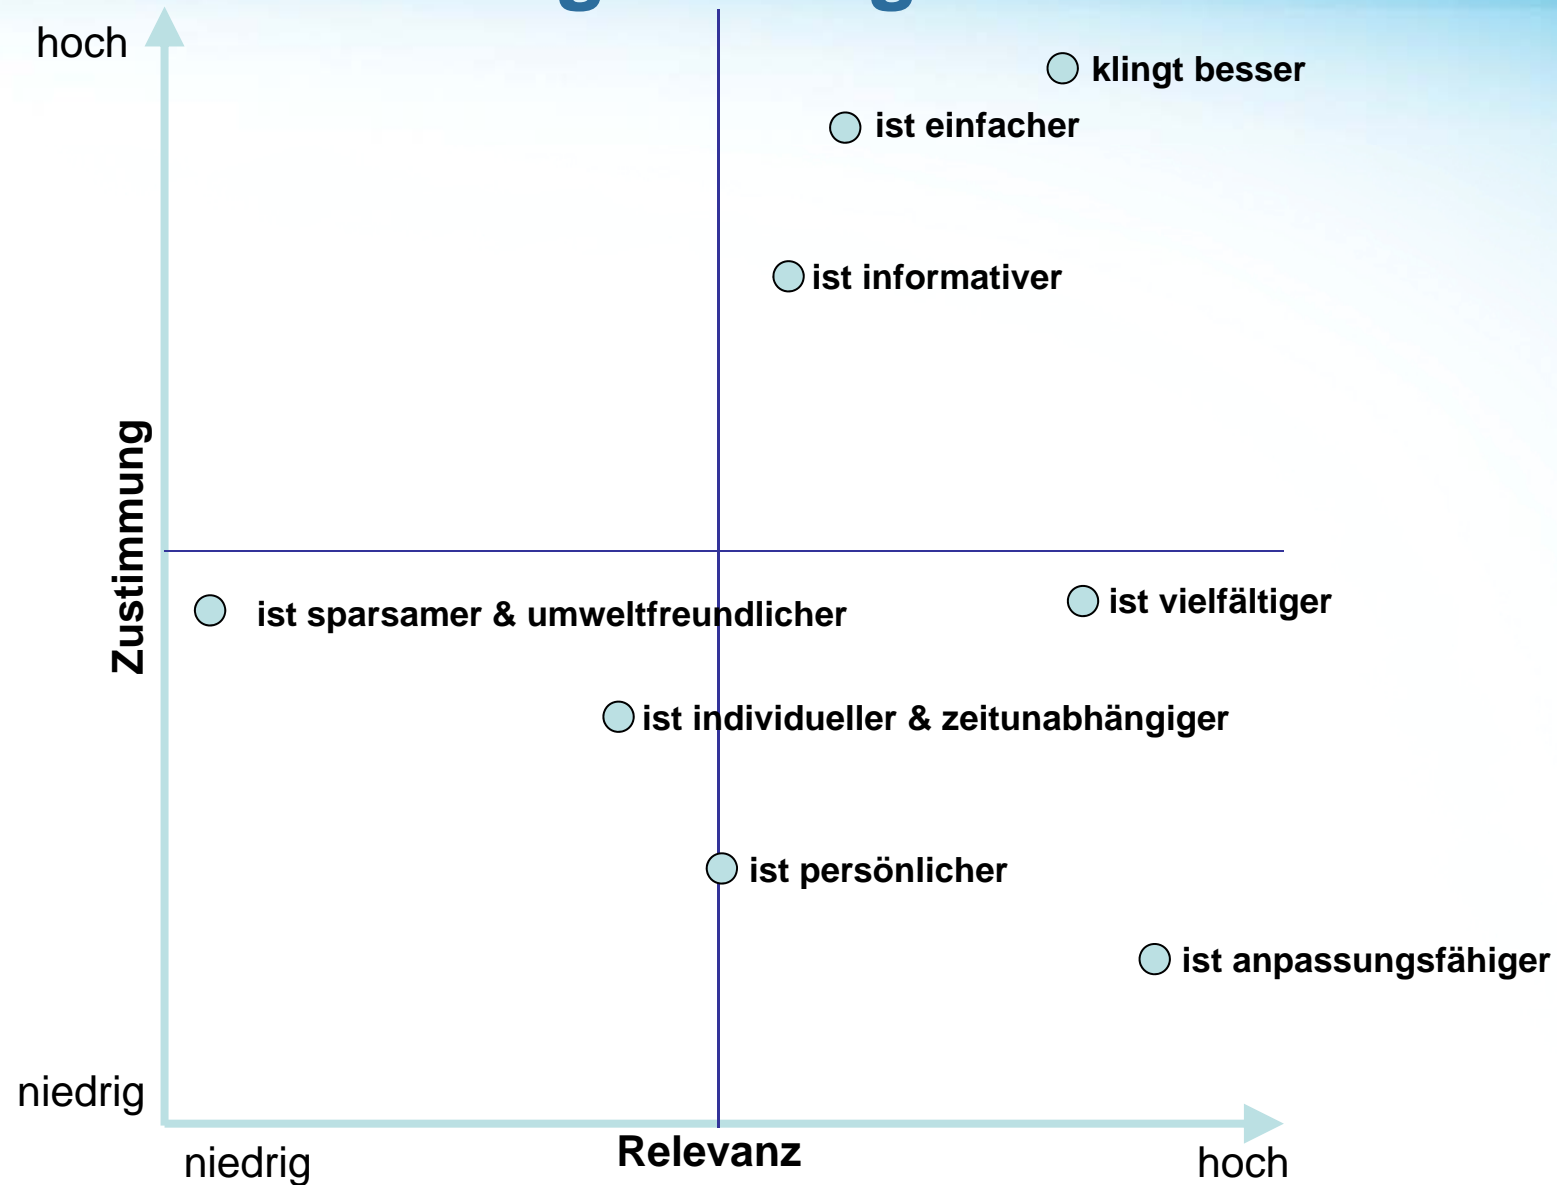 hoch
klingt besser
ist einfacher
ist informativer
Zustimmung
ist vielfältiger
ist sparsamer & umweltfreundlicher
ist individueller & zeitunabhängiger
ist persönlicher
ist anpassungsfähiger
niedrig
niedrig
Relevanz
hoch